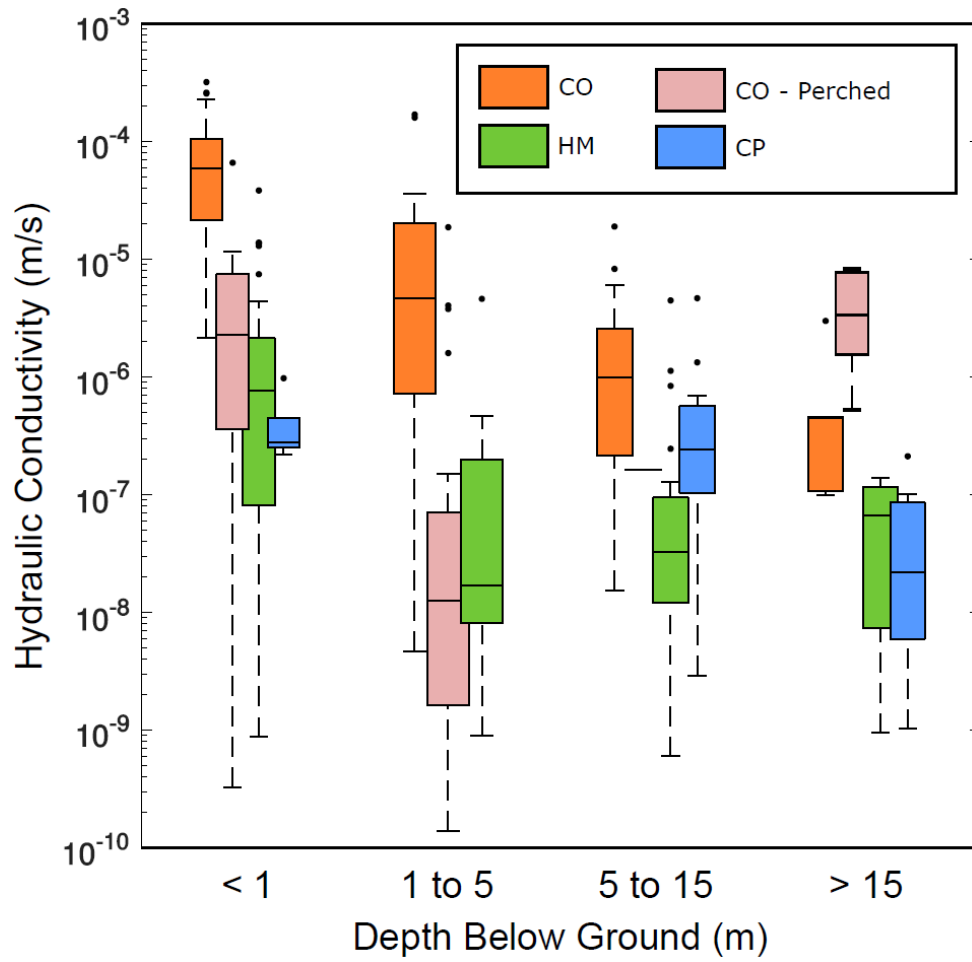 10-3
10-4
10-5
10-6
10-7
10-8
10-9
10-10
Hydraulic Conductivity (m/s)
CO
CO - Perched
HM
CP
< 1
1 to 5
5 to 15
> 15
Depth Below Ground (m)